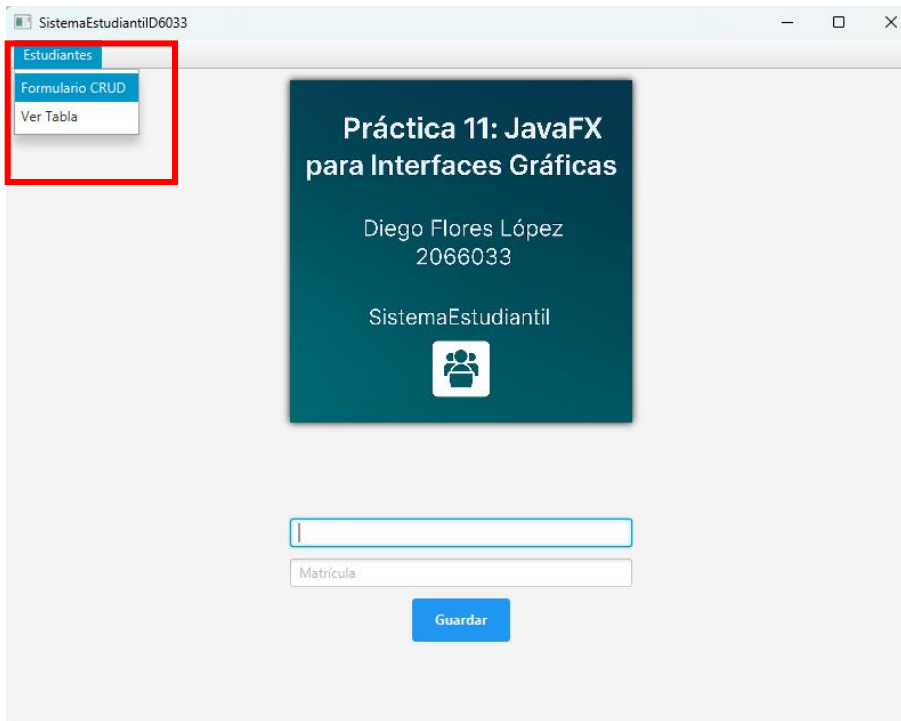 SistemaEstudiantilD6033
Estudiantes
Formulario CRUD
Ver Tabla
Práctica 11: JavaFX
para Interfaces Gráficas
Diego Flores López
2066033
SistemaEstudiantil
Matrícula
Guardar